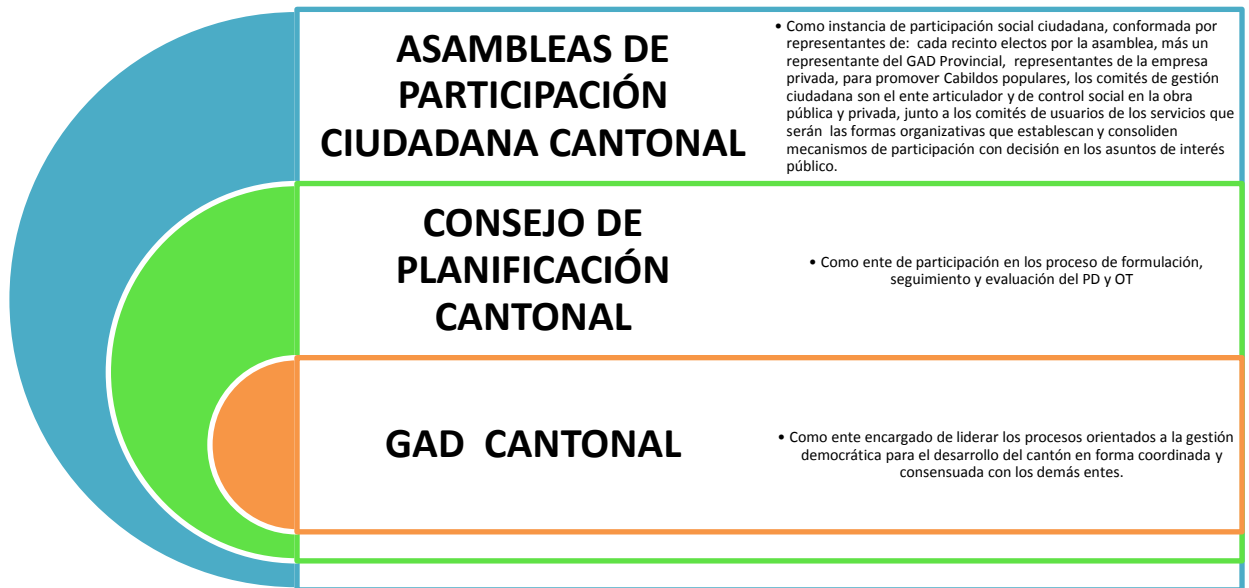 ASAMBLEAS DE
PARTICIPACIÓN
CIUDADANA CANTONAL
• Como instancia de participación social ciudadana, conformada por
representantes de: cada recinto electos por la asamblea, más un
representante del GAD Provincial, representantes de la empresa
privada, para promover Cabildos populares, los comités de gestión
ciudadana son el ente articulador y de control social en la obra
pública y privada, junto a los comités de usuarios de los servicios que
serán las formas organizativas que establescan y consoliden
mecanismos de participación con decisión en los asuntos de interés
público.
CONSEJO DE
PLANIFICACIÓN
CANTONAL
• Como ente de participación en los proceso de formulación,
seguimiento y evaluación del PD y OT
GAD CANTONAL
• Como ente encargado de liderar los procesos orientados a la gestión
democrática para el desarrollo del cantón en forma coordinada y
consensuada con los demás entes.